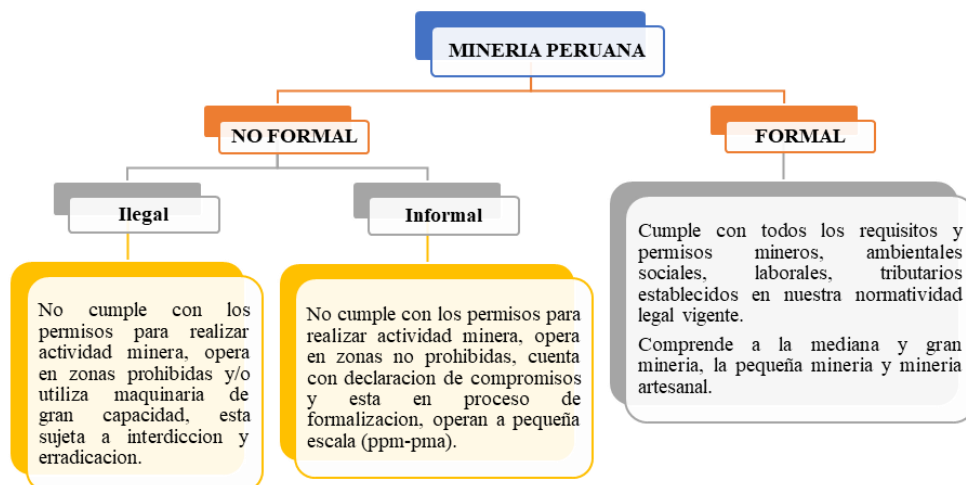 MINERIA PERUANA
NO FORMAL
FORMAL
Ilegal
Informal
No cumple con los
permisos para realizar
actividad minera, opera
en zonas prohibidas y/o
utiliza maquinaria de
gran capacidad, esta
sujeta a interdiccion y
erradicacion.
No cumple con los permisos para
realizar actividad minera, opera
en zonas no prohibidas, cuenta
con declaracion de compromisos
y esta en proceso de
formalizacion, operan a pequeña
escala (ppm-pma).
Cumple con todos los requisitos y
permisos mineros, ambientales
sociales, laborales, tributarios
establecidos en nuestra normatividad
legal vigente.
Comprende a la mediana y gran
mineria, la pequeña mineria y mineria
artesanal.